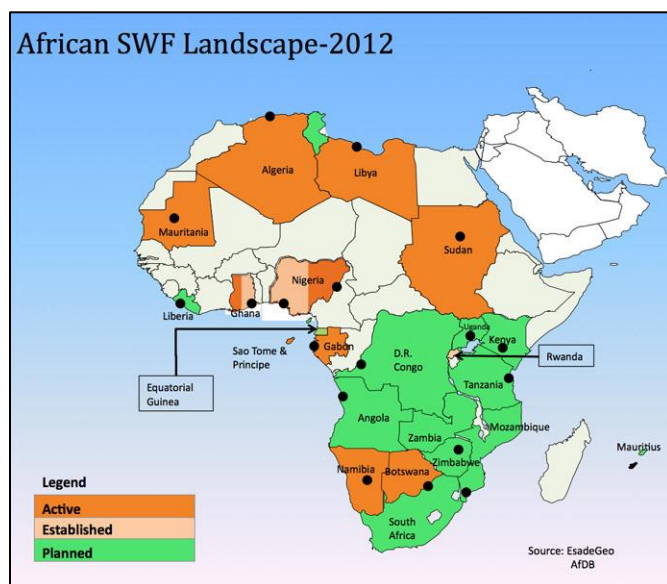 African SWF Landscape-2012
Algeria
Libya
Mauritania
Sudan
Nigeria
Liberia
Ghana
Uganda
Kenya
Gabon
Sao Tome &
Principe
Rwanda
D.R.
Congo
Equatorial
Guinea
Tanzania
Angola
Mozambique
Zambia
Mauritius
Zimbabwe
Namibia
Botswana
South
Africa
Legend
Active
Established
Planned
Source: EsadeGeo
AfDB